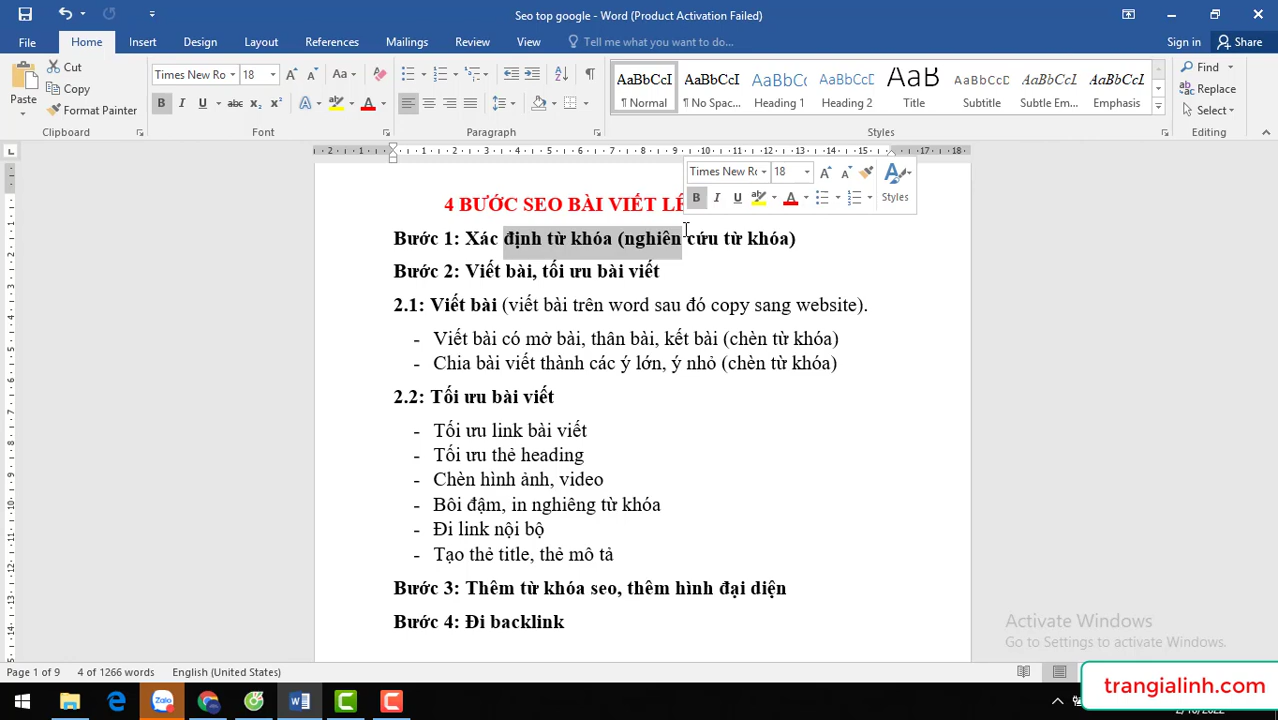 Seo top google - Word (Product Activation Failed)
File Home Insert Design Layout References Mailings Review View Tell me what you want to do... Sign in Share
Paste Cut Copy Format Painter
Times New Ro 18
AaBbCcI AaBbCcI AaBbCcI AaBbCcI AaB AaBbCcI AaBbCcI AaBbCcI
¶ Normal ¶ No Spac... Heading 1 Heading 2 Title Subtitle Subtle Em... Emphasis
Find Replace Select
Clipboard Font Paragraph Styles Editing
Times New Ro 18
B I U Styles
4 BƯỚC SEO BÀI VIẾT
Bước 1: Xác định từ khóa (nghiên cứu từ khóa)
Bước 2: Viết bài, tối ưu bài viết
2.1: Viết bài (viết bài trên word sau đó copy sang website).
- Viết bài có mở bài, thân bài, kết bài (chèn từ khóa)
- Chia bài viết thành các ý lớn, ý nhỏ (chèn từ khóa)
2.2: Tối ưu bài viết
- Tối ưu link bài viết
- Tối ưu thẻ heading
- Chèn hình ảnh, video
- Bôi đậm, in nghiêng từ khóa
- Đi link nội bộ
- Tạo thẻ title, thẻ mô tả
Bước 3: Thêm từ khóa seo, thêm hình đại diện
Bước 4: Đi backlink
Activate Windows
Go to Settings to activate Windows.
Page 1 of 9 4 of 1266 words English (United States)
Zalo
trangialinh.com